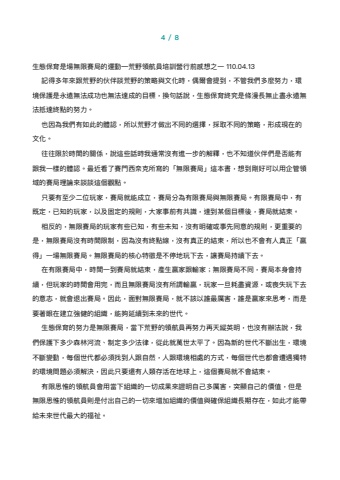 4 / 8
生態保育是場無限賽局的運動—荒野領航員培訓營行前感想之一 110.04.13
記得多年來跟荒野的伙伴談荒野的策略與文化時，偶爾會提到，不管我們多麼努力，環
境保護是永遠無法成功也無法達成的目標，換句話說，生態保育終究是條漫長無止盡永遠無
法抵達終點的努力。
也因為我們有如此的體認，所以荒野才做出不同的選擇，採取不同的策略，形成現在的
文化。
往往限於時間的關係，說這些話時我通常沒有進一步的解釋，也不知道伙伴們是否能有
跟我一樣的體認。最近看了賽門西奈克所寫的「無限賽局」這本書，想到剛好可以用企管領
域的賽局理論來談談這個觀點。
只要有至少二位玩家，賽局就能成立，賽局分為有限賽局與無限賽局。有限賽局中，有
既定、已知的玩家，以及固定的規則，大家事前有共識，達到某個目標後，賽局就結束。
相反的，無限賽局的玩家有些已知，有些未知，沒有明確或事先同意的規則，更重要的
是，無限賽局沒有時間限制，因為沒有終點線，沒有真正的結束，所以也不會有人真正「贏
得」一場無限賽局。無限賽局的核心特徵是不停地玩下去，讓賽局持續下去。
在有限賽局中，時間一到賽局就結束，產生贏家跟輸家；無限賽局不同，賽局本身會持
續，但玩家的時間會用完，而且無限賽局沒有所謂輸贏，玩家一旦耗盡資源，或喪失玩下去
的意志，就會退出賽局，因此，面對無限賽局，就不該以誰最厲害，誰是贏家來思考，而是
要著眼在建立強健的組織，能夠延續到未來的世代。
生態保育的努力是無限賽局，當下荒野的領航員再努力再天縱英明，也沒有辦法說，我
們保護下多少森林河流、制定多少法律，從此就萬世太平了。因為新的世代不斷出生，環境
不斷變動，每個世代都必須找到人跟自然，人跟環境相處的方式，每個世代也都會遭遇獨特
的環境問題必須解決，因此只要還有人類存活在地球上，這個賽局就不會結束。
有限思惟的領航員會用當下組織的一切成果來證明自己多厲害，突顯自己的價值，但是
無限思惟的領航員則是付出自己的一切來增加組織的價值與確保組織長期存在，如此才能帶
給未來世代最大的福祉。